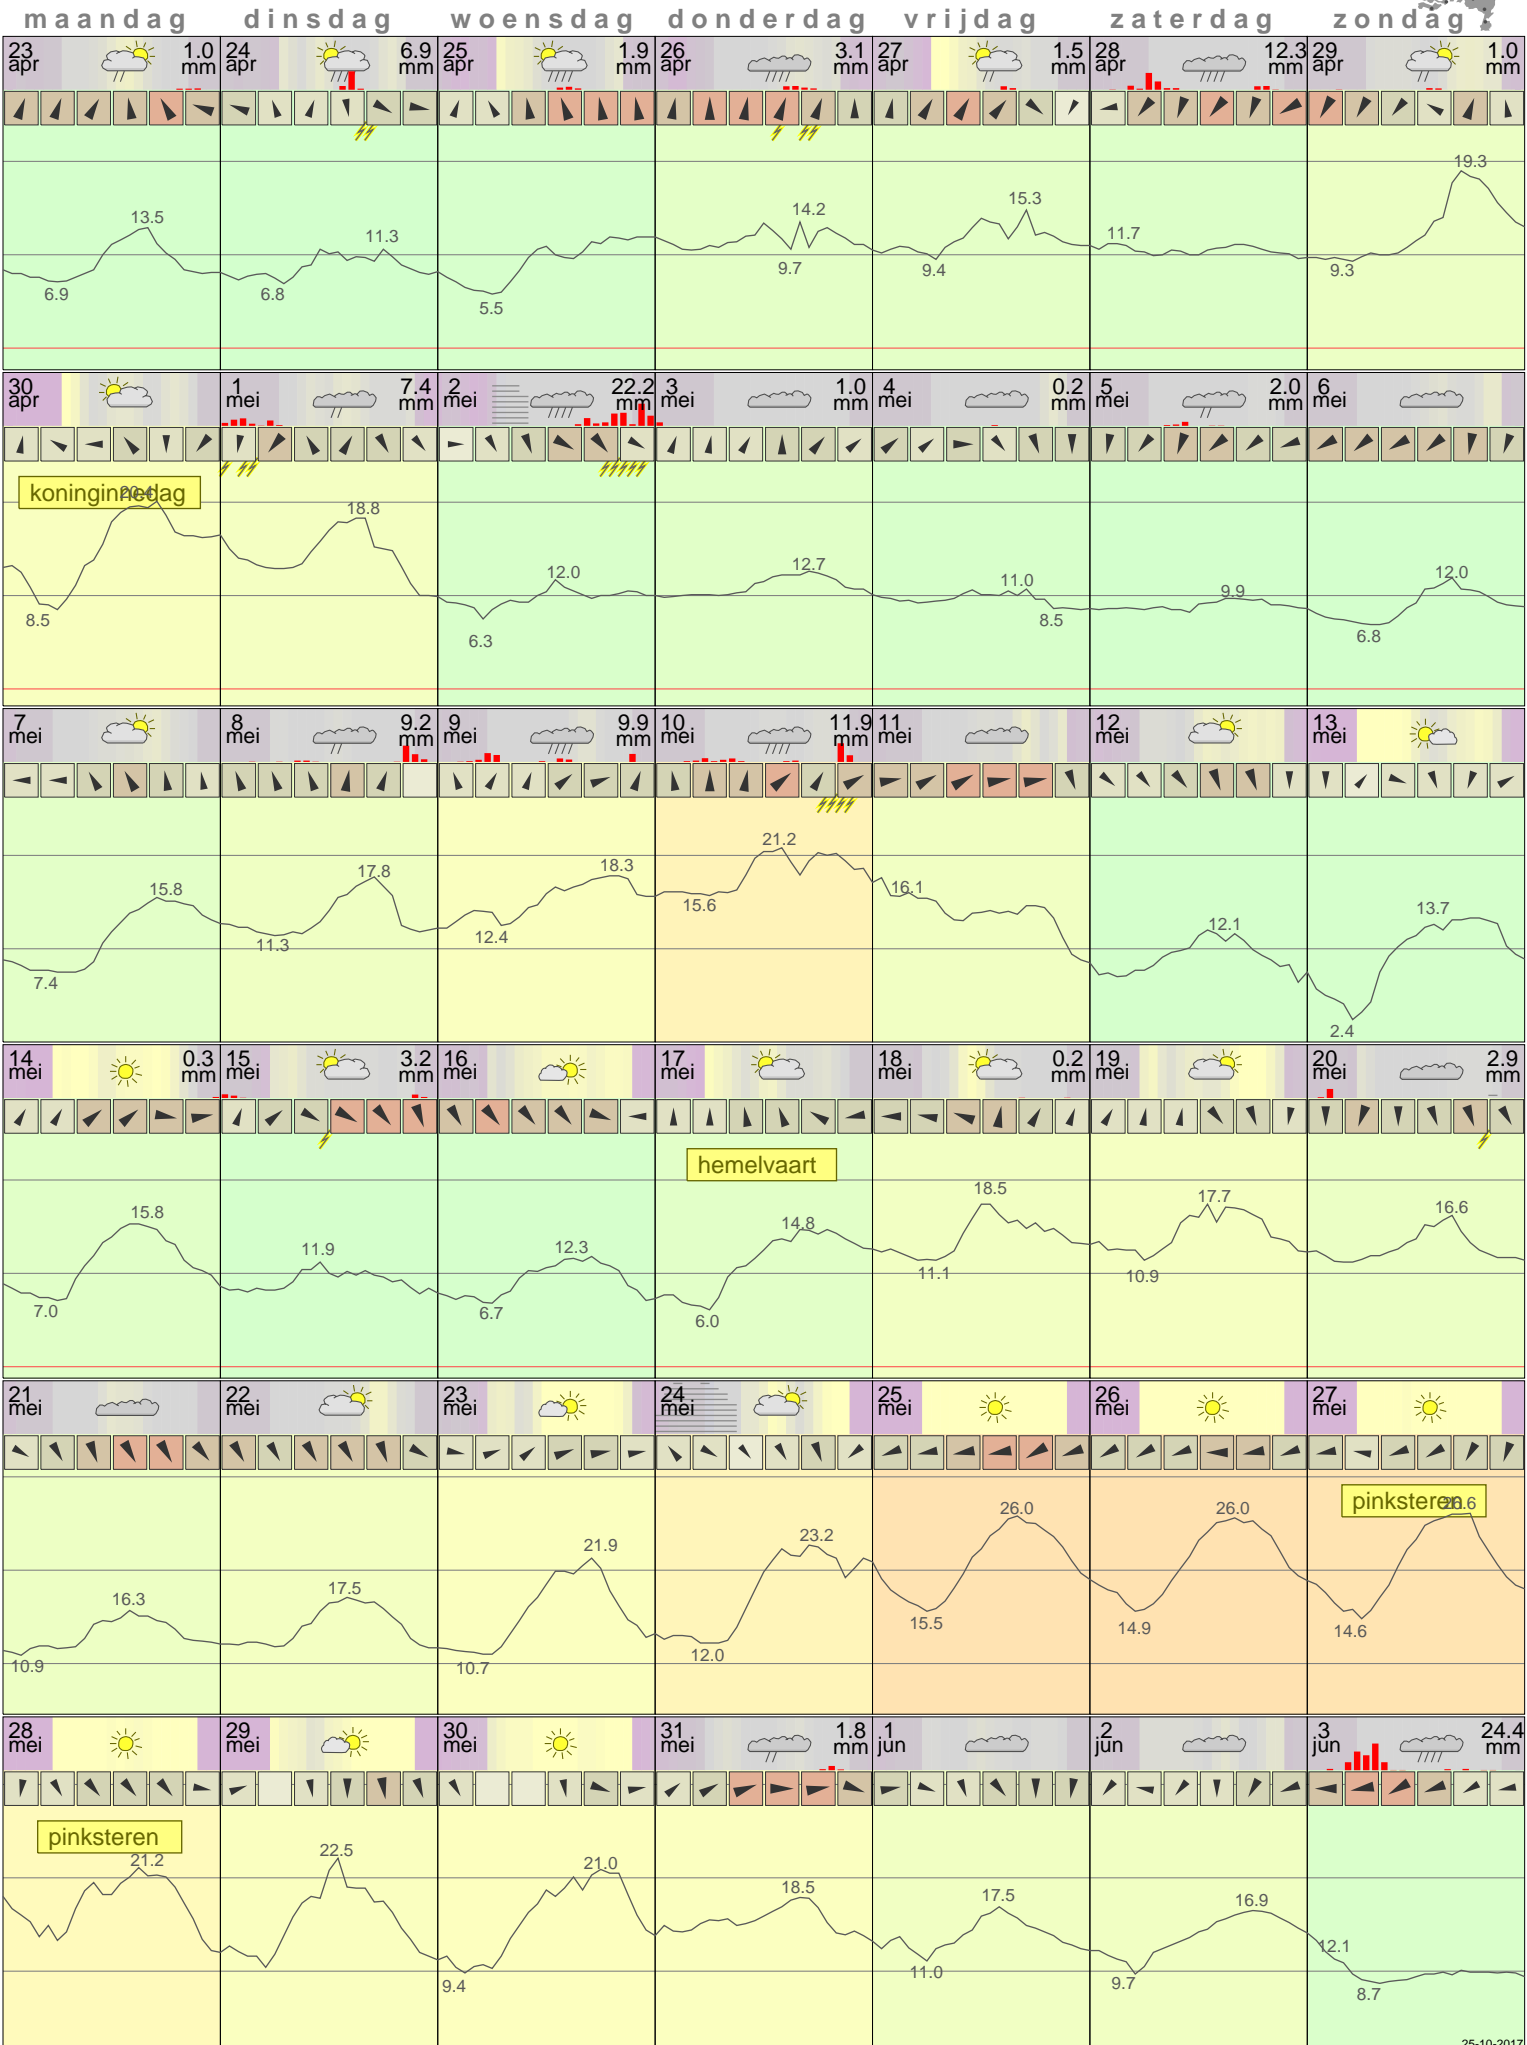 maandag dinsdag woensdag donderdag vrijdag zaterdag zondag
23 apr 1.0 mm 24 apr 6.9 mm 25 apr 1.9 mm 26 apr 3.1 mm 27 apr 1.5 mm 28 apr 12.3 mm 29 apr 1.0 mm
13.5 6.9 11.3 6.8 5.5 14.2 9.7 15.3 9.4 11.7 19.3 9.3
30 apr 1 mei 7.4 mm 2 mei 22.2 mm 3 mei 1.0 mm 4 mei 0.2 mm 5 mei 2.0 mm 6 mei
koninginnedag
20.4 8.5 18.8 12.0 6.3 12.7 11.0 8.5 9.9 12.0 6.8
7 mei 8 mei 9.2 mm 9 mei 9.9 mm 10 mei 11.9 mm 11 mei 12 mei 13 mei
15.8 7.4 17.8 11.3 18.3 12.4 21.2 15.6 16.1 12.1 13.7 2.4
14 mei 0.3 mm 15 mei 3.2 mm 16 mei 17 mei 18 mei 0.2 mm 19 mei 20 mei 2.9 mm
hemelvaart
15.8 7.0 11.9 12.3 6.7 14.8 6.0 18.5 11.1 17.7 10.9 16.6
21 mei 22 mei 23 mei 24 mei 25 mei 26 mei 27 mei
pinksteren
16.3 10.9 17.5 21.9 10.7 23.2 12.0 26.0 15.5 26.0 14.9 26.6 14.6
28 mei 29 mei 30 mei 31 mei 1.8 mm 1 jun 2 jun 3 jun 24.4 mm
pinksteren
21.2 22.5 21.0 9.4 18.5 17.5 11.0 16.9 9.7 12.1 8.7
25-10-2017